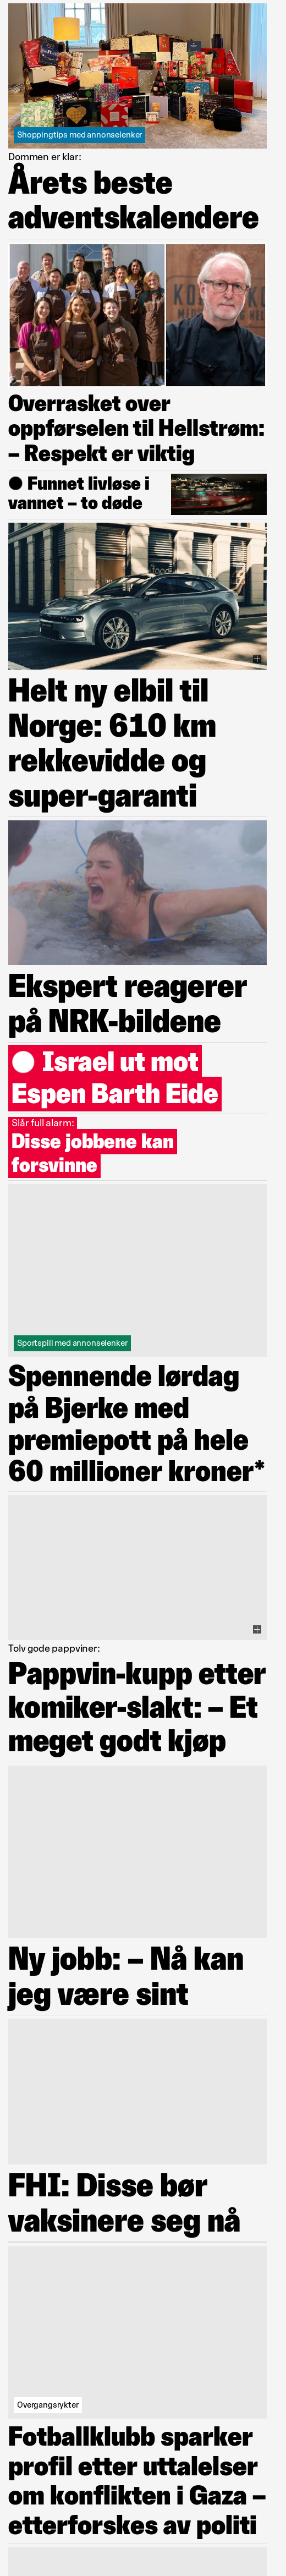 Shoppingtips med annonselenker
Dommen er klar:
Årets beste
adventskalendere
Overrasket over
oppførselen til Hellstrøm:
– Respekt er viktig
● Funnet livløse i
vannet – to døde
Helt ny elbil til
Norge: 610 km
rekkevidde og
super-garanti
Ekspert reagerer
på NRK-bildene
● Israel ut mot
Espen Barth Eide
Slår full alarm:
Disse jobbene kan
forsvinne
Sportspill med annonselenker
Spennende lørdag
på Bjerke med
premiepott på hele
60 millioner kroner*
Tolv gode pappviner:
Pappvin-kupp etter
komiker-slakt: – Et
meget godt kjøp
Ny jobb: – Nå kan
jeg være sint
FHI: Disse bør
vaksinere seg nå
Overgangsrykter
Fotballklubb sparker
profil etter uttalelser
om konflikten i Gaza –
etterforskes av politi